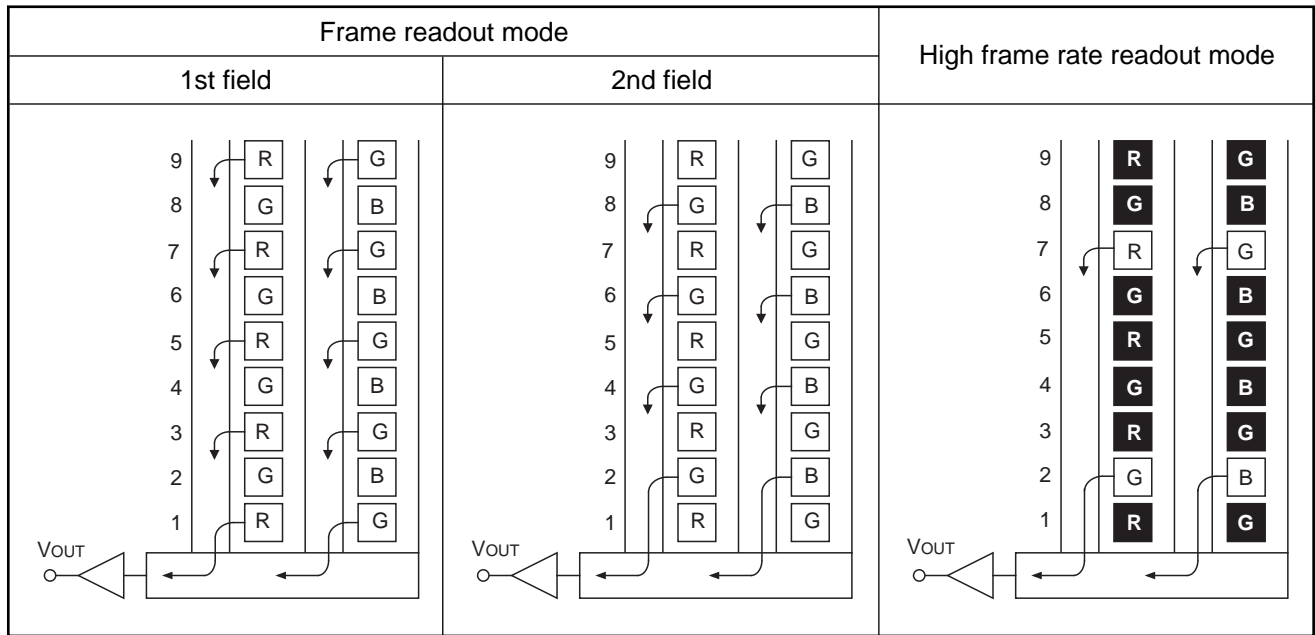 Frame readout mode
High frame rate readout mode
1st field
2nd field
9 R G
8 G B
7 R G
6 G B
5 R G
4 G B
3 R G
2 G B
1 R G
VOUT
9 R G
8 G B
7 R G
6 G B
5 R G
4 G B
3 R G
2 G B
1 R G
VOUT
9 R G
8 G B
7 R G
6 G B
5 R G
4 G B
3 R G
2 G B
1 R G
VOUT